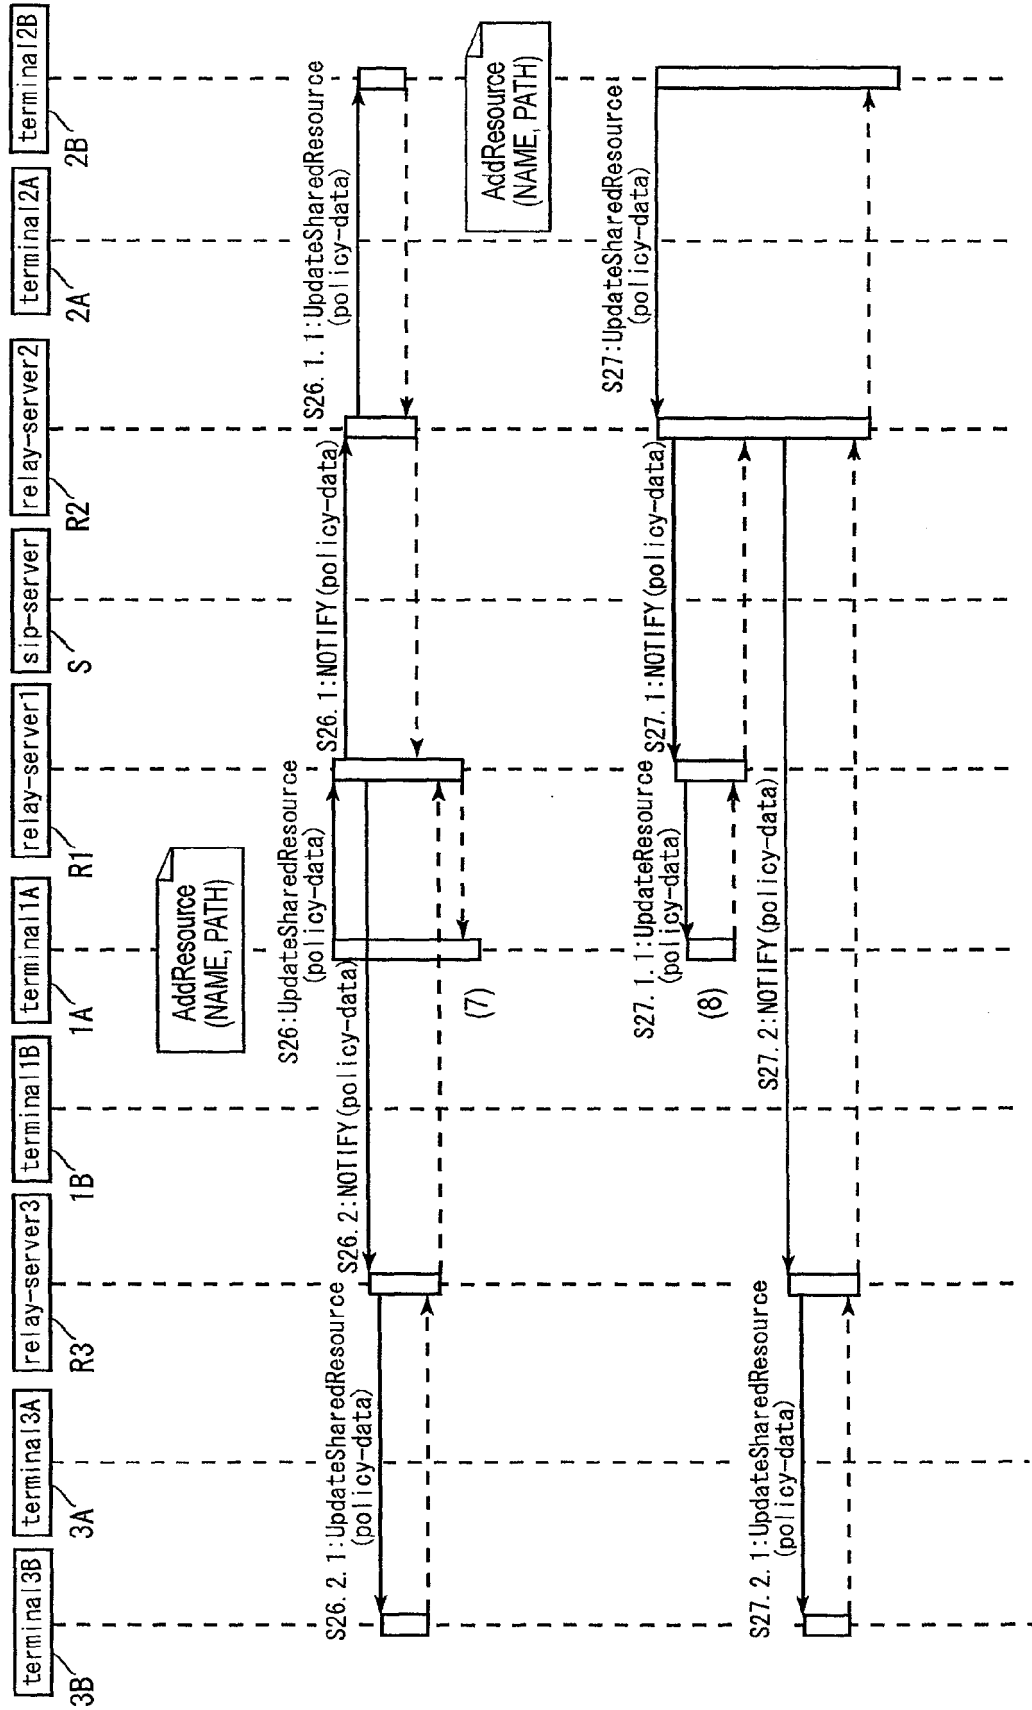 terminal3B
terminal3A
relay-server3
terminal1B
terminal1A
relay-server1
sip-server
relay-server2
terminal2A
terminal2B
3B
3A
R3
1B
1A
R1
S
R2
2A
2B
AddResource
(NAME, PATH)
S26:UpdateSharedResource
(policy-data)
S26.1:NOTIFY(policy-data)
S26.1.1:UpdateSharedResource
(policy-data)
S26.2:NOTIFY(policy-data)
S26.2.1:UpdateSharedResource
(policy-data)
(7)
AddResource
(NAME, PATH)
S27:UpdateSharedResource
(policy-data)
S27.1:NOTIFY(policy-data)
S27.1.1:UpdateResource
(policy-data)
(8)
S27.2:NOTIFY(policy-data)
S27.2.1:UpdateSharedResource
(policy-data)